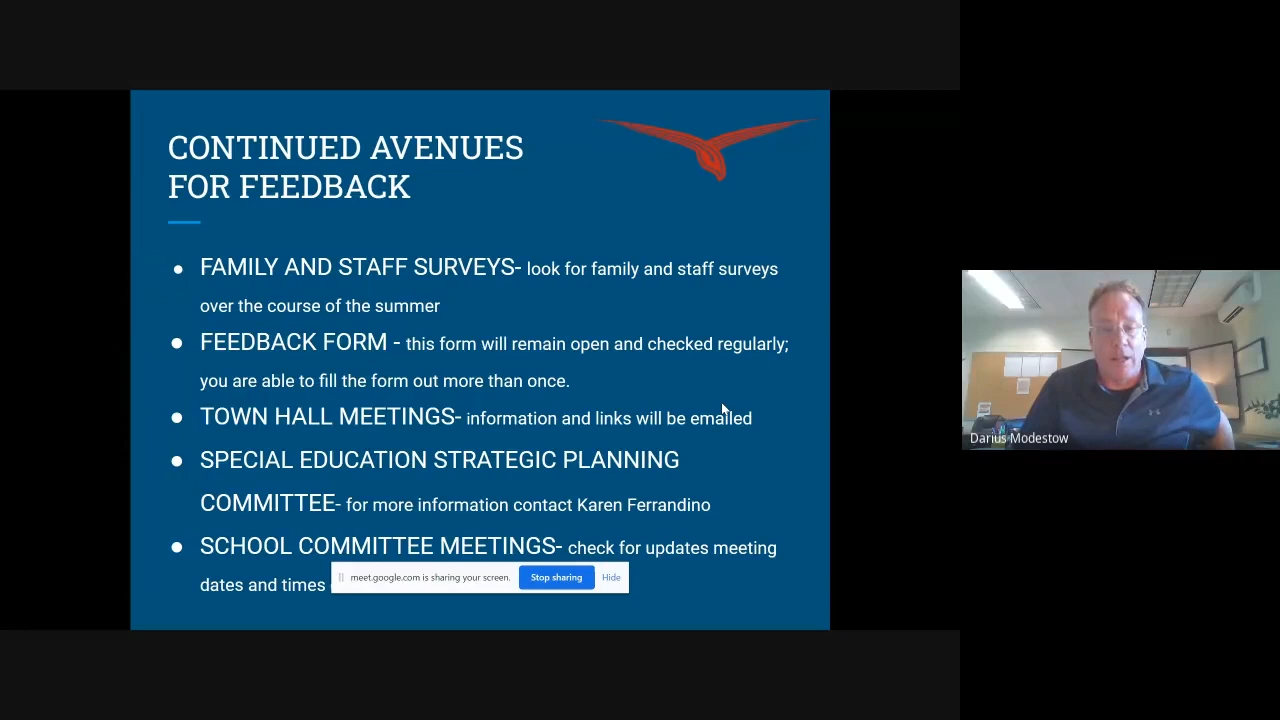 CONTINUED AVENUES
FOR FEEDBACK
● FAMILY AND STAFF SURVEYS- look for family and staff surveys
over the course of the summer
● FEEDBACK FORM - this form will remain open and checked regularly;
you are able to fill the form out more than once.
● TOWN HALL MEETINGS- information and links will be emailed
● SPECIAL EDUCATION STRATEGIC PLANNING
COMMITTEE- for more information contact Karen Ferrandino
● SCHOOL COMMITTEE MEETINGS- check for updates meeting
dates and times
meet.google.com is sharing your screen. Stop sharing Hide
Darius Modestow